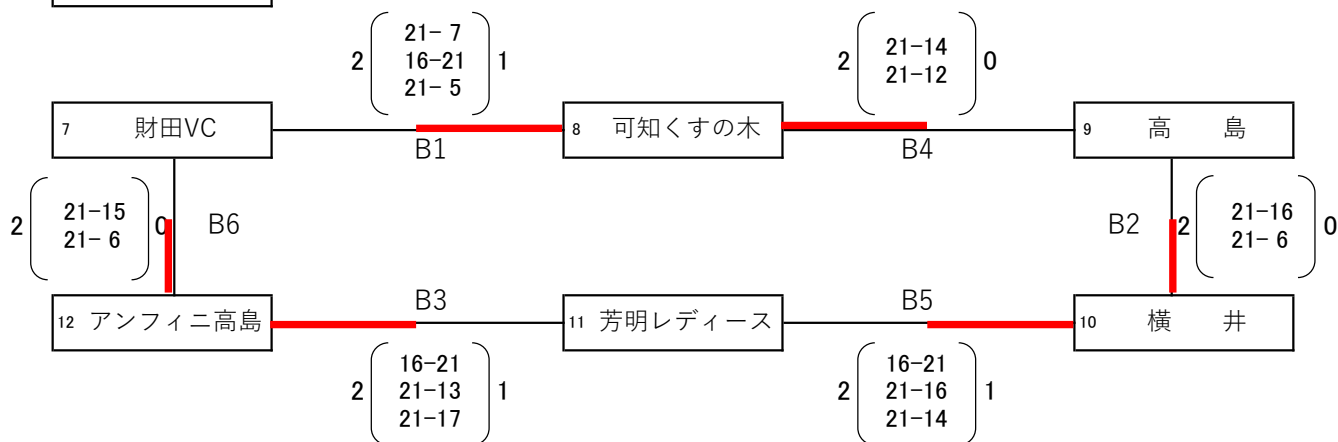 2 21- 7 1
16-21
21- 5
2 21-14 0
21-12
7 財田VC
8 可知くすの木
9 高 島
B1
B4
2 21-15 0
21- 6
B6
B2
2 21-16 0
21- 6
12 アンフィニ高島
B3
11 芳明レディース
B5
10 横 井
2 16-21 1
21-13
21-17
2 16-21 1
21-16
21-14